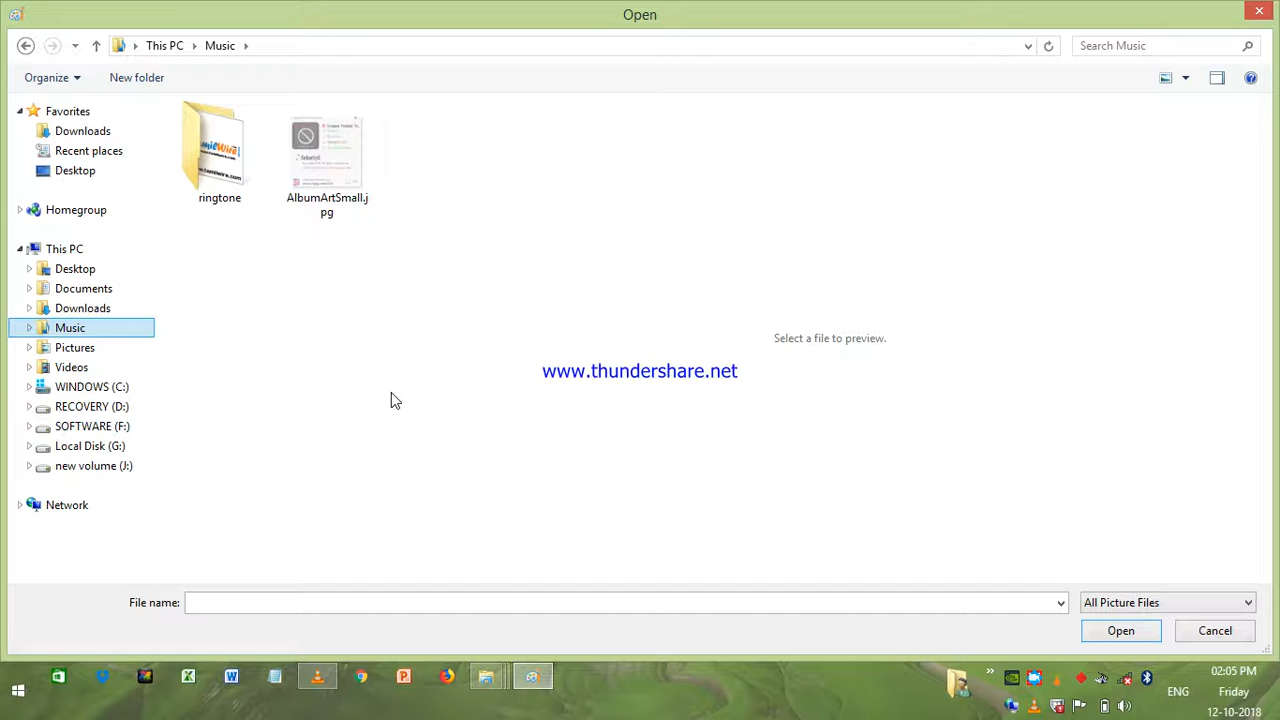 Open
This PC
Music
Search Music
Organize
New folder
Favorites
Downloads
Recent places
Desktop
Homegroup
This PC
Desktop
Documents
Downloads
Music
Pictures
Videos
WINDOWS (C:)
RECOVERY (D:)
SOFTWARE (F:)
Local Disk (G:)
new volume (J:)
Network
ringtone
AlbumArtSmall.j
pg
Select a file to preview.
www.thundershare.net
File name:
All Picture Files
Open
Cancel
ENG
02:05 PM
Friday
12-10-2018